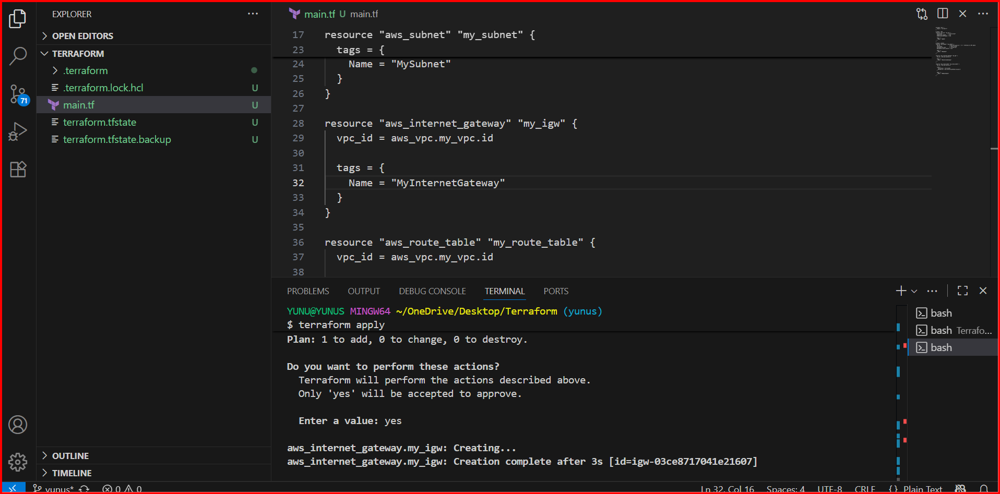 EXPLORER
OPEN EDITORS
TERRAFORM
.terraform
.terraform.lock.hcl U
main.tf U
terraform.tfstate U
terraform.tfstate.backup U
71
OUTLINE
TIMELINE
main.tf U main.tf
17 resource "aws_subnet" "my_subnet" {
23 tags = {
24 Name = "MySubnet"
25 }
26 }
27
28 resource "aws_internet_gateway" "my_igw" {
29 vpc_id = aws_vpc.my_vpc.id
30
31 tags = {
32 Name = "MyInternetGateway"
33 }
34 }
35
36 resource "aws_route_table" "my_route_table" {
37 vpc_id = aws_vpc.my_vpc.id
38
PROBLEMS OUTPUT DEBUG CONSOLE TERMINAL PORTS
YUNU@YUNUS MINGW64 ~/OneDrive/Desktop/Terraform (yunus)
$ terraform apply
Plan: 1 to add, 0 to change, 0 to destroy.
Do you want to perform these actions?
Terraform will perform the actions described above.
Only 'yes' will be accepted to approve.
Enter a value: yes
aws_internet_gateway.my_igw: Creating...
aws_internet_gateway.my_igw: Creation complete after 3s [id=igw-03ce8717041e21607]
bash
bash Terrafo...
bash
yunus* 0 0 Ln 32, Col 16 Spaces: 4 UTF-8 CRLF {} Plain Text